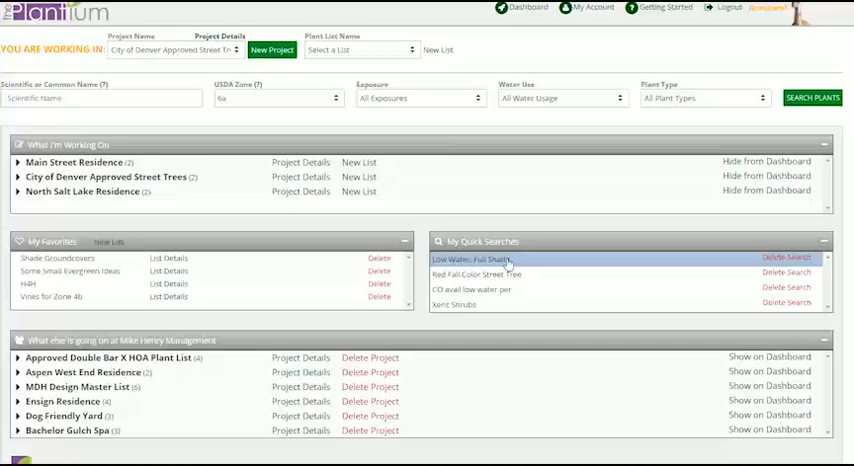 the Plantium
Dashboard My Account Getting Started Logout Questions?
Project Name Project Details Plant List Name
YOU ARE WORKING IN: City of Denver Approved Street Tr New Project Select a List New List
Scientific or Common Name (?) USDA Zone (?) Exposure Water Use Plant Type
Scientific Name 6a All Exposures All Water Usage All Plant Types SEARCH PLANTS
What I'm Working On
Main Street Residence (2) Project Details New List Hide from Dashboard
City of Denver Approved Street Trees (2) Project Details New List Hide from Dashboard
North Salt Lake Residence (2) Project Details New List Hide from Dashboard
My Favorites New List
Shade Groundcovers List Details Delete
Some Small Evergreen Ideas List Details Delete
H4H List Details Delete
Vines for Zone 4b List Details Delete
My Quick Searches
Low Water, Full Shade Delete Search
Red Fall Color Street Tree Delete Search
CO avail low water per Delete Search
Xeric Shrubs Delete Search
What else is going on at Mike Henry Management
Approved Double Bar X HOA Plant List (4) Project Details Delete Project Show on Dashboard
Aspen West End Residence (2) Project Details Delete Project Show on Dashboard
MDH Design Master List (6) Project Details Delete Project Show on Dashboard
Ensign Residence (4) Project Details Delete Project Show on Dashboard
Dog Friendly Yard (3) Project Details Delete Project Show on Dashboard
Bachelor Gulch Spa (3) Project Details Delete Project Show on Dashboard